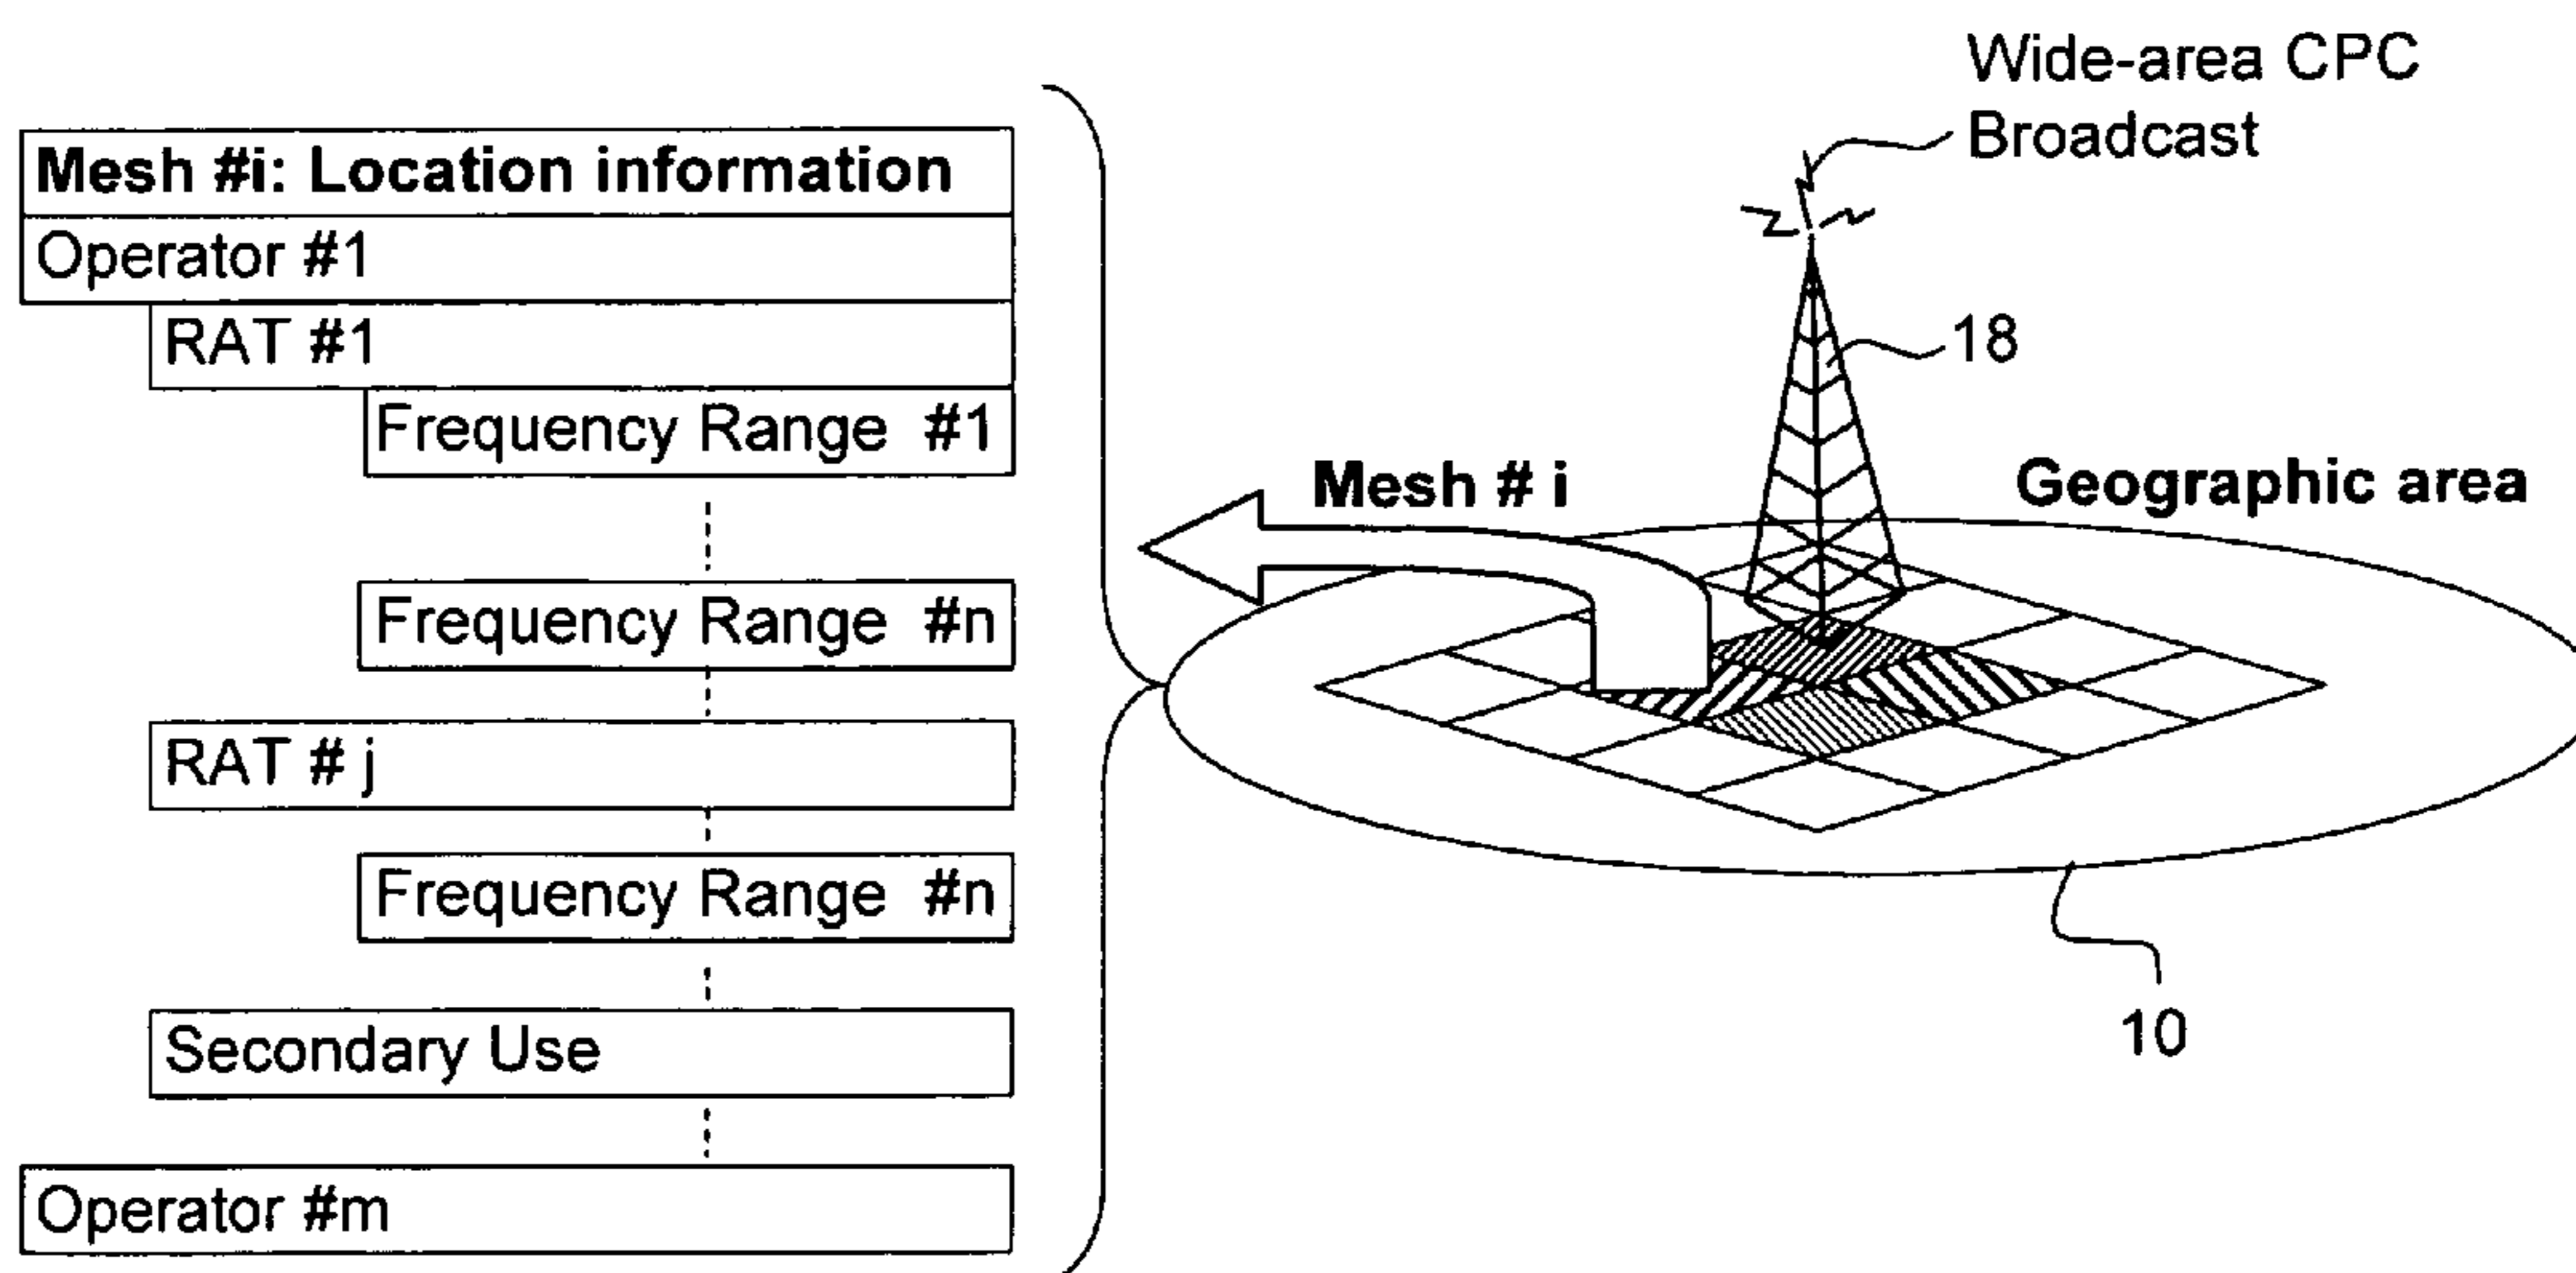 Mesh #i: Location information
Operator #1
RAT #1
Frequency Range #1
Frequency Range #n
RAT # j
Frequency Range #n
Secondary Use
Operator #m
Wide-area CPC
Broadcast
18
Mesh # i
Geographic area
10